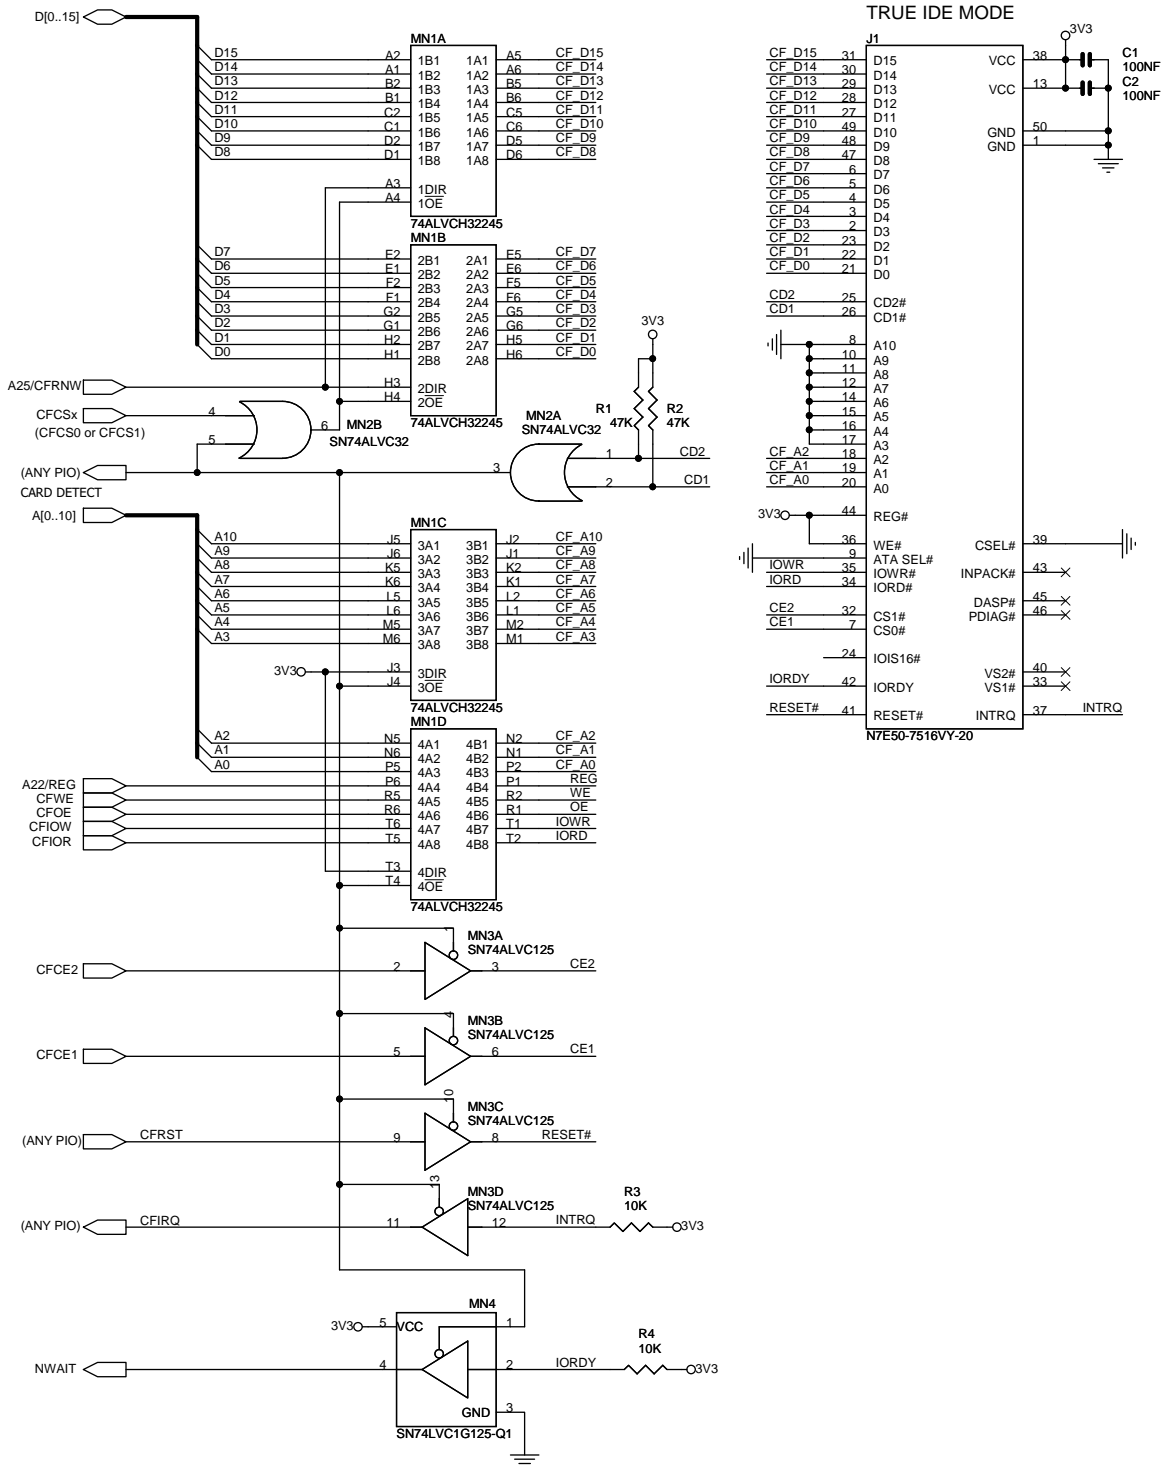 TRUE IDE MODE
D[0..15]
MN1A
D15 A2 1B1 1A1 A5 CF_D15
D14 A1 1B2 1A2 A6 CF_D14
D13 B2 1B3 1A3 B5 CF_D13
D12 B1 1B4 1A4 B6 CF_D12
D11 C2 1B5 1A5 C5 CF_D11
D10 C1 1B6 1A6 C6 CF_D10
D9 D2 1B7 1A7 D5 CF_D9
D8 D1 1B8 1A8 D6 CF_D8
A3 1DIR
A4 1OE
74ALVCH32245
MN1B
D7 E2 2B1 2A1 E5 CF_D7
D6 E1 2B2 2A2 E6 CF_D6
D5 F2 2B3 2A3 F5 CF_D5
D4 F1 2B4 2A4 F6 CF_D4
D3 G2 2B5 2A5 G5 CF_D3
D2 G1 2B6 2A6 G6 CF_D2
D1 H2 2B7 2A7 H5 CF_D1
D0 H1 2B8 2A8 H6 CF_D0
A25/CFRNW H3 2DIR
H4 2OE
74ALVCH32245
CFCSx 4
(CFCS0 or CFCS1)
5 6 MN2B
SN74ALVC32
3V3
R1 47K
R2 47K
MN2A
SN74ALVC32
1 CD2
2 CD1
3
(ANY PIO)
CARD DETECT
A[0..10]
MN1C
A10 J5 3A1 3B1 J2 CF_A10
A9 J6 3A2 3B2 J1 CF_A9
A8 K5 3A3 3B3 K2 CF_A8
A7 K6 3A4 3B4 K1 CF_A7
A6 L5 3A5 3B5 L2 CF_A6
A5 L6 3A6 3B6 L1 CF_A5
A4 M5 3A7 3B7 M2 CF_A4
A3 M6 3A8 3B8 M1 CF_A3
3V3 J3 3DIR
J4 3OE
74ALVCH32245
MN1D
A2 N5 4A1 4B1 N2 CF_A2
A1 N6 4A2 4B2 N1 CF_A1
A0 P5 4A3 4B3 P2 CF_A0
A22/REG P6 4A4 4B4 P1 REG
CFWE R5 4A5 4B5 R2 WE
CFOE R6 4A6 4B6 R1 OE
CFIOW T6 4A7 4B7 T1 IOWR
CFIOR T5 4A8 4B8 T2 IORD
T3 4DIR
T4 4OE
74ALVCH32245
1 MN3A
SN74ALVC125
CFCE2 2 3 CE2
4 MN3B
SN74ALVC125
CFCE1 5 6 CE1
10 MN3C
SN74ALVC125
(ANY PIO) CFRST 9 8 RESET#
13 MN3D
SN74ALVC125
R3
10K
(ANY PIO) CFIRQ 11 12 INTRQ 3V3
MN4
3V3 5 VCC 1
R4
10K
NWAIT 4 2 IORDY 3V3
GND 3
SN74LVC1G125-Q1
J1
3V3
CF_D15 31 D15 VCC 38 C1
100NF
CF_D14 30 D14
CF_D13 29 D13 VCC 13 C2
100NF
CF_D12 28 D12
CF_D11 27 D11
CF_D10 49 D10 GND 50
CF_D9 48 D9 GND 1
CF_D8 47 D8
CF_D7 6 D7
CF_D6 5 D6
CF_D5 4 D5
CF_D4 3 D4
CF_D3 2 D3
CF_D2 23 D2
CF_D1 22 D1
CF_D0 21 D0
CD2 25 CD2#
CD1 26 CD1#
8 A10
10 A9
11 A8
12 A7
14 A6
15 A5
16 A4
17 A3
CF_A2 18 A2
CF_A1 19 A1
CF_A0 20 A0
3V3 44 REG#
36 WE# CSEL# 39
9 ATA SEL#
IOWR 35 IOWR# INPACK# 43
IORD 34 IORD#
DASP# 45
CE2 32 CS1# PDIAG# 46
CE1 7 CS0#
24 IOIS16#
VS2# 40
IORDY 42 IORDY VS1# 33
RESET# 41 RESET# INTRQ 37 INTRQ
N7E50-7516VY-20